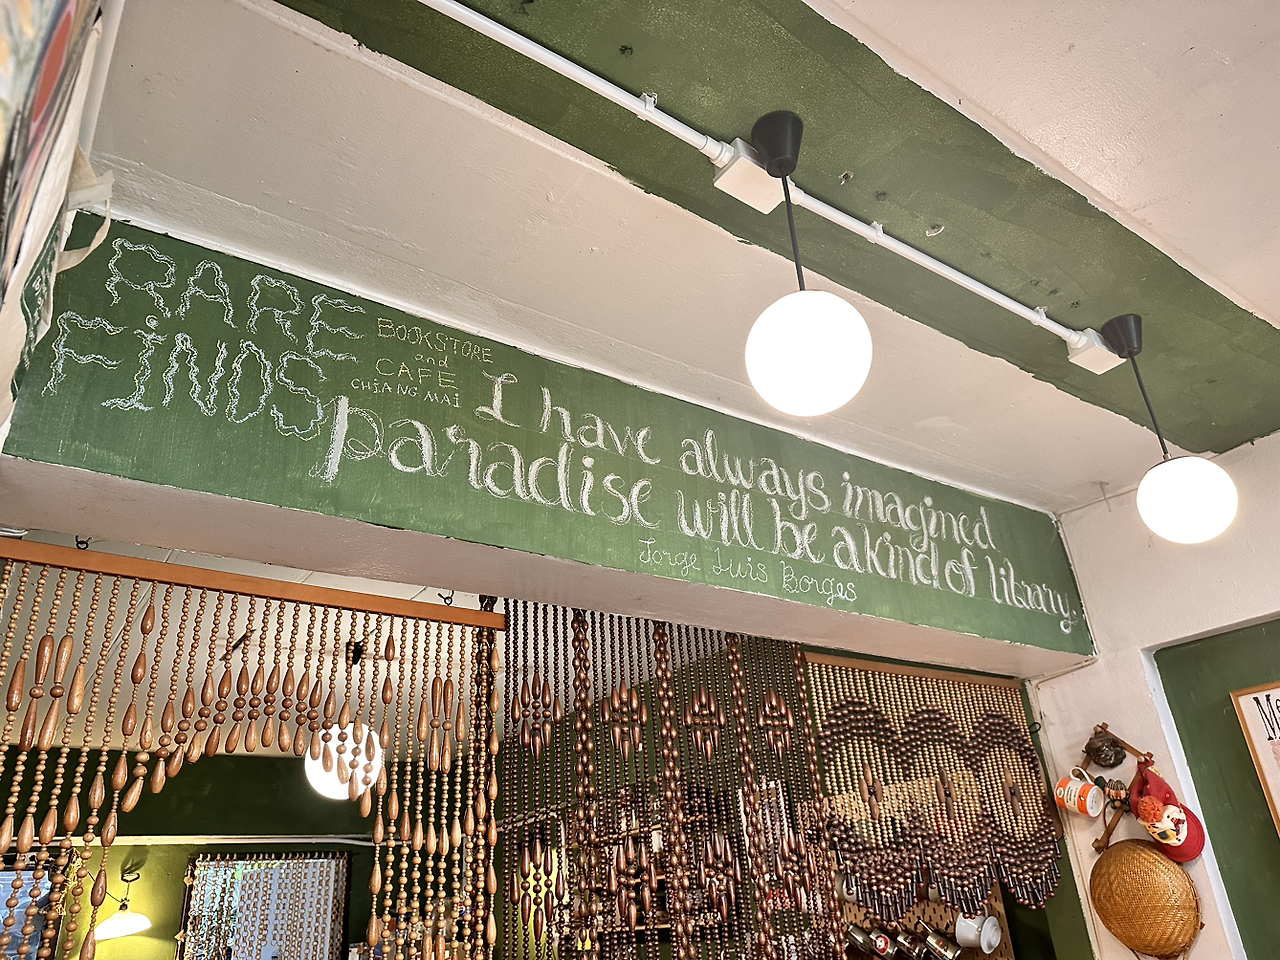 RARE
FINDS
BOOKSTORE
and
CAFE
CHIANG MAI
I have always imagined
paradise will be a kind of library.
Jorge Luis Borges